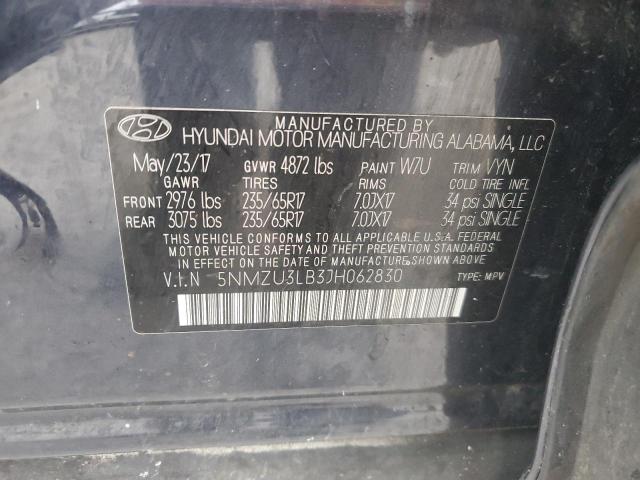 MANUFACTURED BY
HYUNDAI MOTOR MANUFACTURING ALABAMA, LLC
May/23/17 GVWR 4872 lbs PAINT W7U TRIM VYN
GAWR TIRES RIMS COLD TIRE INFL
FRONT 2976 lbs 235/65R17 7.0JX17 34 psi SINGLE
REAR 3075 lbs 235/65R17 7.0JX17 34 psi SINGLE
THIS VEHICLE CONFORMS TO ALL APPLICABLE U.S.A. FEDERAL
MOTOR VEHICLE SAFETY, BUMPER, AND THEFT PREVENTION STANDARDS
IN EFFECT ON THE DATE OF MANUFACTURE SHOWN ABOVE.
V.I.N 5NMZU3LB3JH062830 TYPE: MPV